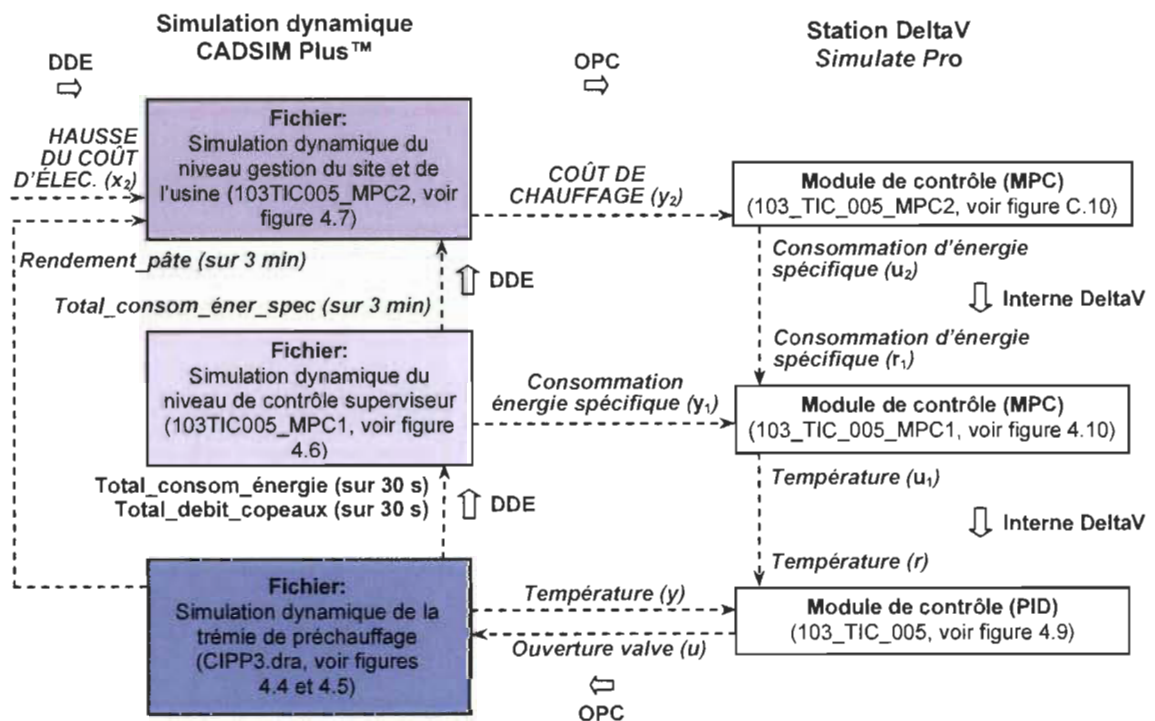 Simulation dynamique
CADSIM Plus™
Station DeltaV
Simulate Pro
DDE
OPC
HAUSSE
DU COÛT
D'ÉLEC. (x₂)
Fichier:
Simulation dynamique du
niveau gestion du site et de
l'usine (103TIC005_MPC2, voir
figure 4.7)
COÛT DE
CHAUFFAGE (y₂)
Module de contrôle (MPC)
(103_TIC_005_MPC2, voir figure C.10)
Rendement_pâte (sur 3 min)
DDE
Total_consom_éner_spec (sur 3 min)
Consommation d'énergie
spécifique (u₂)
Interne DeltaV
Consommation d'énergie
spécifique (r₁)
Fichier:
Simulation dynamique du
niveau de contrôle superviseur
(103TIC005_MPC1, voir figure
4.6)
Consommation
énergie spécifique (y₁)
Module de contrôle (MPC)
(103_TIC_005_MPC1, voir figure 4.10)
Total_consom_énergie (sur 30 s)
Total_debit_copeaux (sur 30 s)
DDE
Température (u₁)
Interne DeltaV
Température (r)
Fichier:
Simulation dynamique de la
trémie de préchauffage
(CIPP3.dra, voir figures
4.4 et 4.5)
Température (y)
Ouverture valve (u)
Module de contrôle (PID)
(103_TIC_005, voir figure 4.9)
OPC